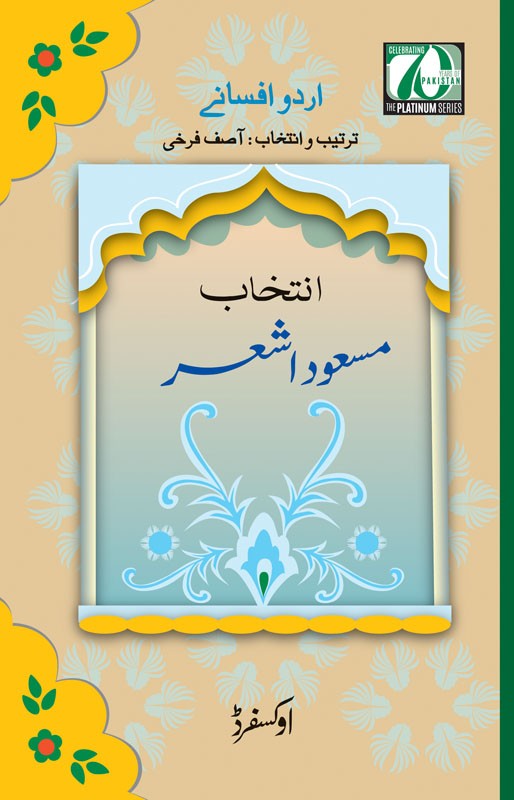 CELEBRATING
70
YEARS OF
PAKISTAN
THE PLATINUM SERIES
اردو افسانے
ترتیب و انتخاب : آصف فرخی
انتخاب
مسعود اشعر
اوکسفرڈ